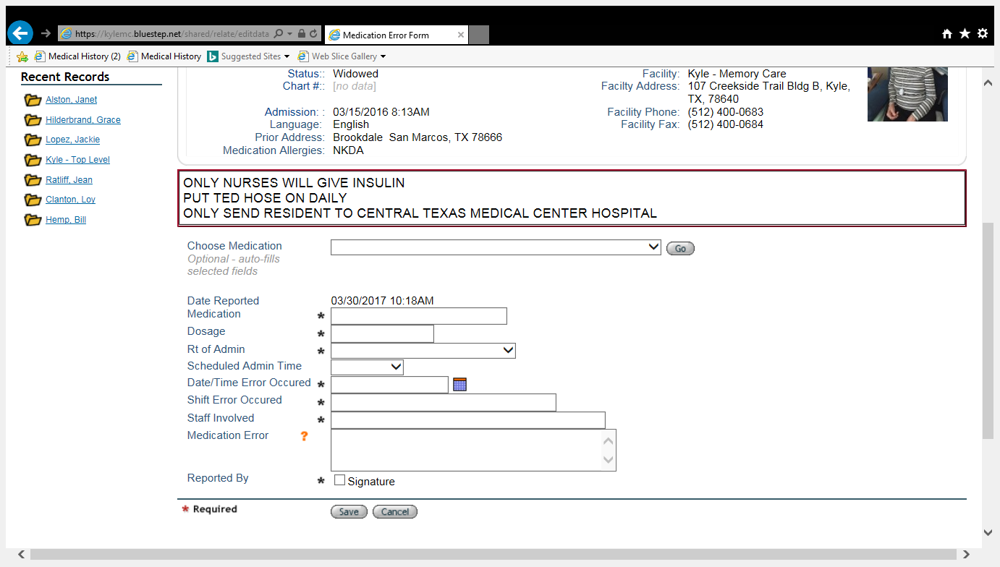 https://kylemc.bluestep.net/shared/relate/editdata
Medication Error Form
Medical History (2)
Medical History
Suggested Sites
Web Slice Gallery
Recent Records
Alston, Janet
Hilderbrand, Grace
Lopez, Jackie
Kyle - Top Level
Ratliff, Jean
Clanton, Loy
Hemp, Bill
Status:: Widowed
Chart #:: [no data]
Admission: : 03/15/2016 8:13AM
Language: English
Prior Address: Brookdale San Marcos, TX 78666
Medication Allergies: NKDA
Facility: Kyle - Memory Care
Facilty Address: 107 Creekside Trail Bldg B, Kyle,
TX, 78640
Facility Phone: (512) 400-0683
Facility Fax: (512) 400-0684
ONLY NURSES WILL GIVE INSULIN
PUT TED HOSE ON DAILY
ONLY SEND RESIDENT TO CENTRAL TEXAS MEDICAL CENTER HOSPITAL
Choose Medication
Optional - auto-fills
selected fields
Go
Date Reported 03/30/2017 10:18AM
Medication *
Dosage *
Rt of Admin *
Scheduled Admin Time
Date/Time Error Occured *
Shift Error Occured *
Staff Involved *
Medication Error ?
Reported By * Signature
* Required
Save Cancel